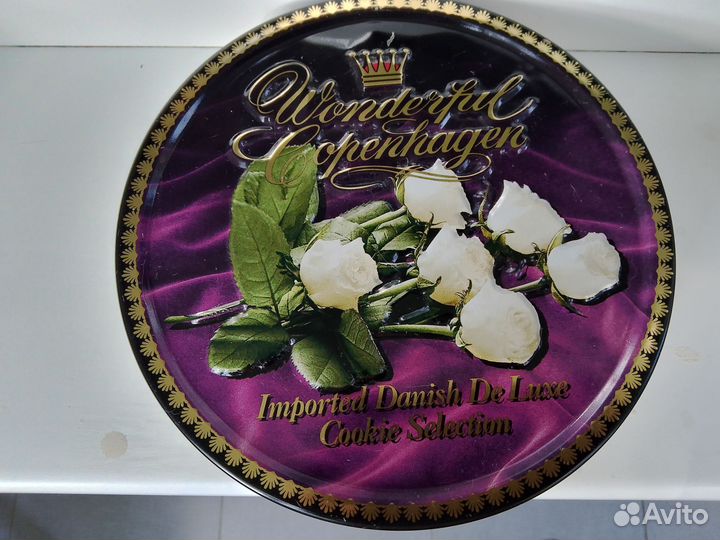 Wonderful
Copenhagen
Imported Danish De Luxe
Cookie Selection
Avito